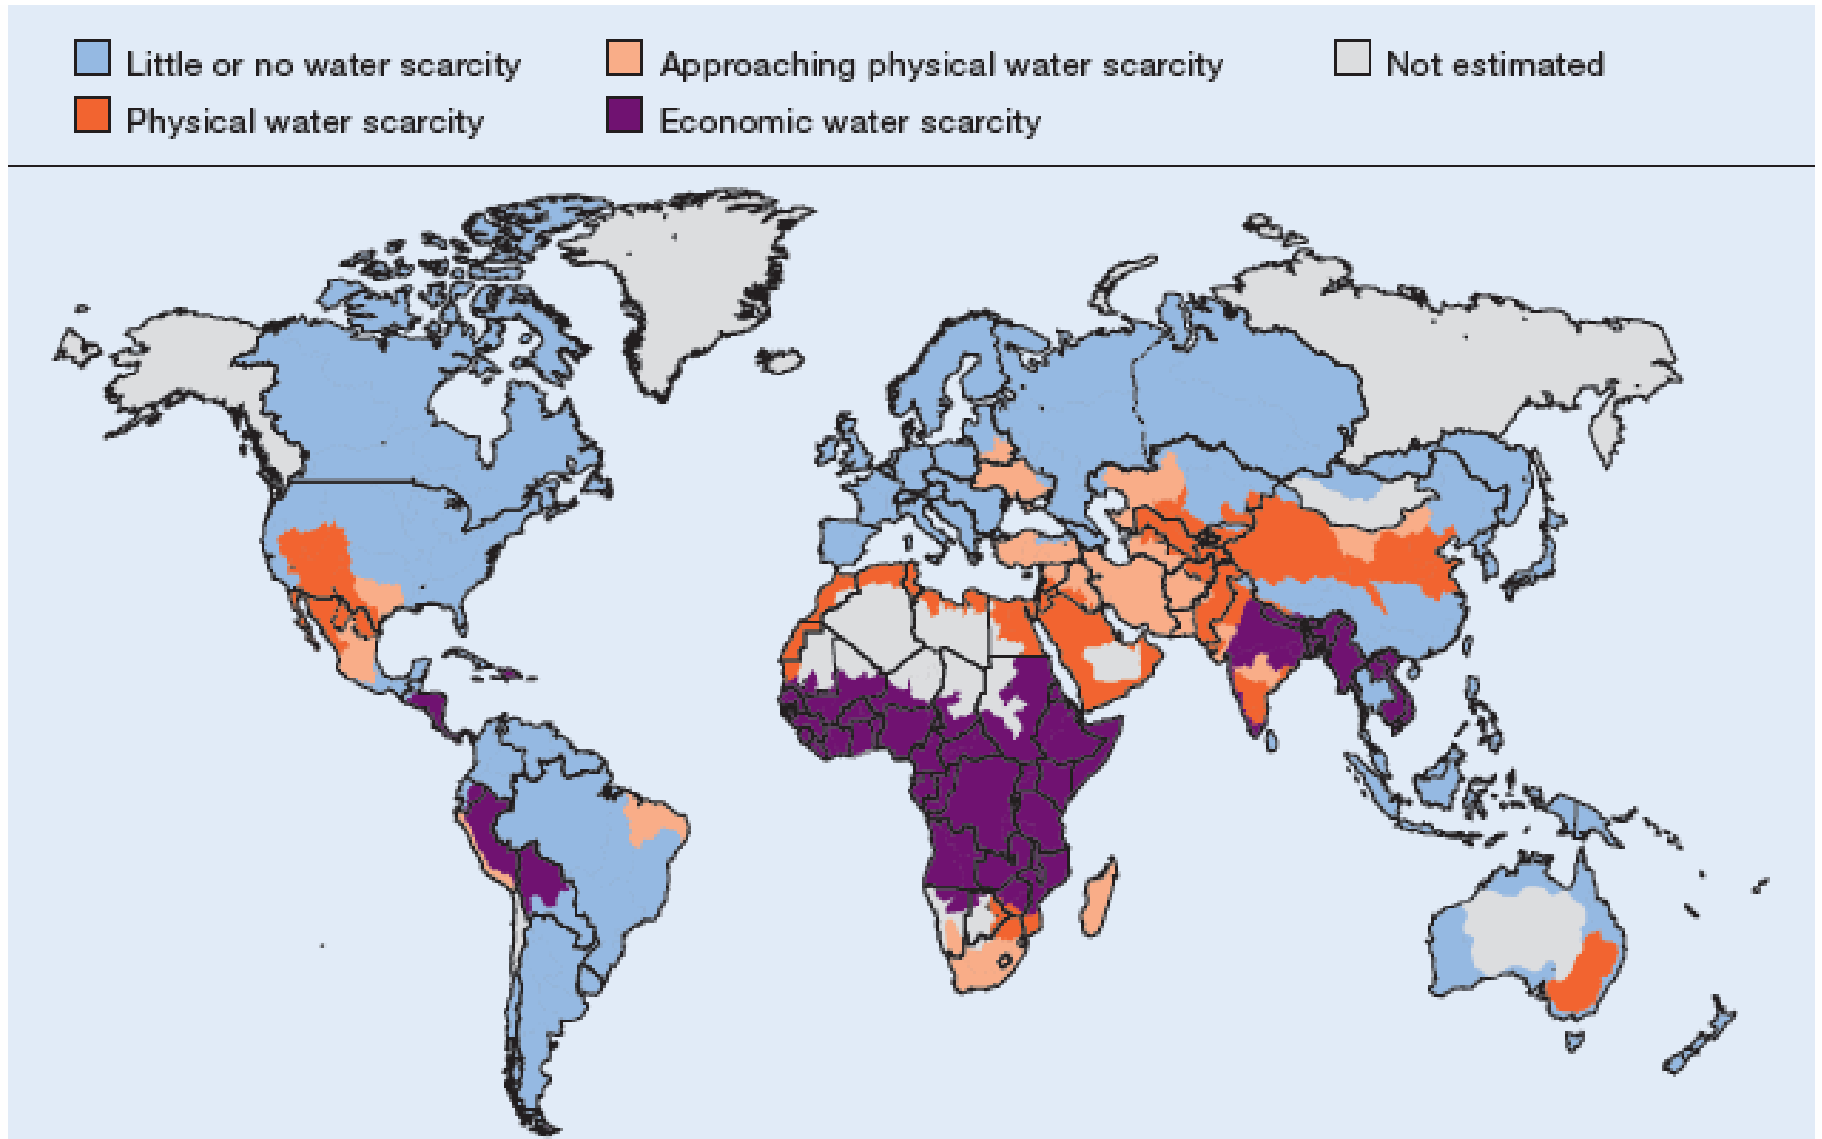 Little or no water scarcity
Approaching physical water scarcity
Not estimated
Physical water scarcity
Economic water scarcity